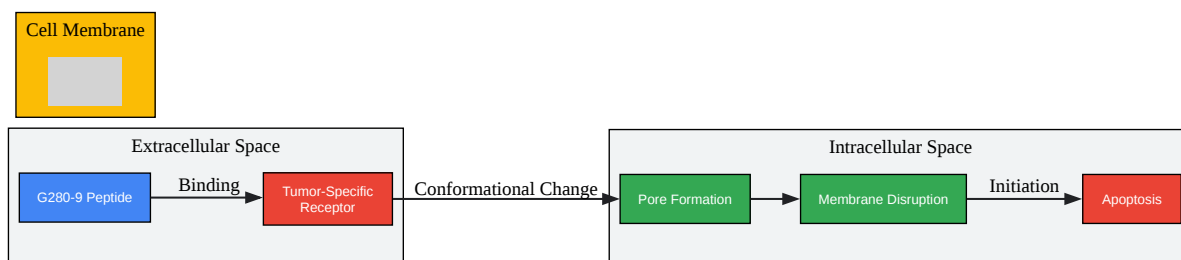 Cell Membrane
Extracellular Space
Intracellular Space
G280-9 Peptide
Binding
Tumor-Specific
Receptor
Conformational Change
Pore Formation
Membrane Disruption
Initiation
Apoptosis